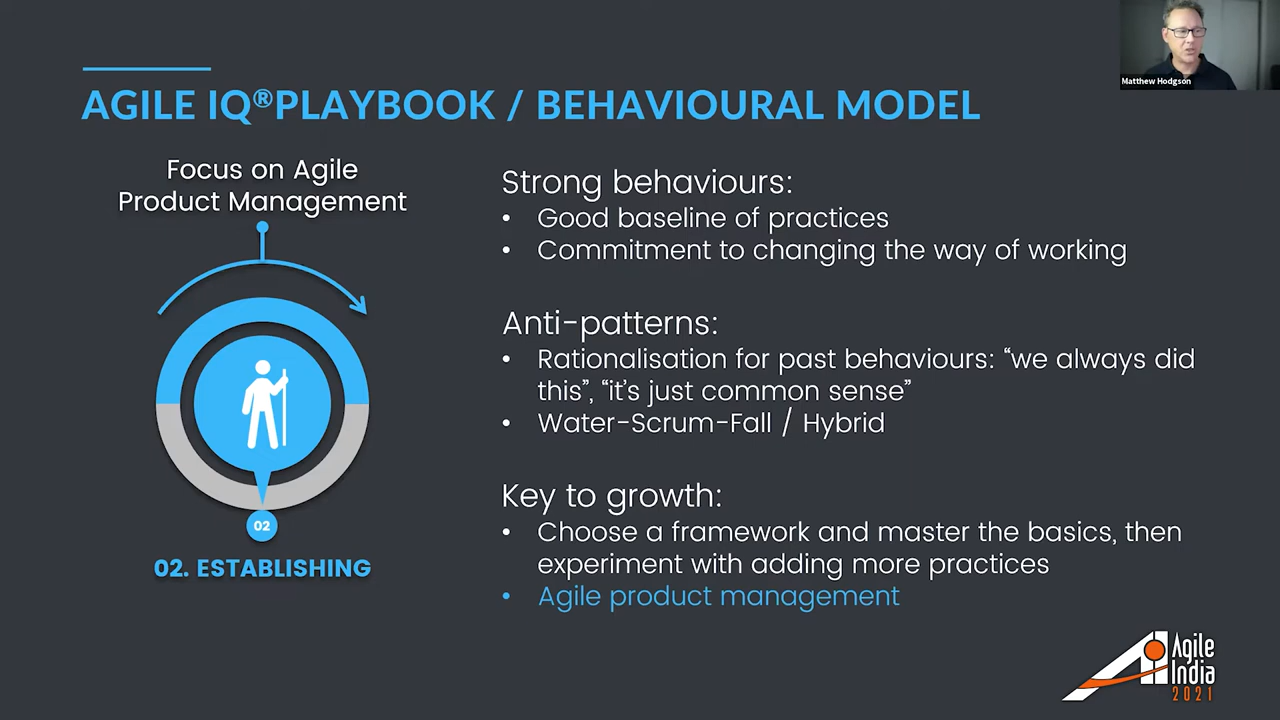 Matthew Hodgson
AGILE IQ®PLAYBOOK / BEHAVIOURAL MODEL
Focus on Agile
Product Management
02
02. ESTABLISHING
Strong behaviours:
• Good baseline of practices
• Commitment to changing the way of working
Anti-patterns:
• Rationalisation for past behaviours: “we always did
this”, “it’s just common sense”
• Water-Scrum-Fall / Hybrid
Key to growth:
• Choose a framework and master the basics, then
experiment with adding more practices
• Agile product management
Agile
India
2021